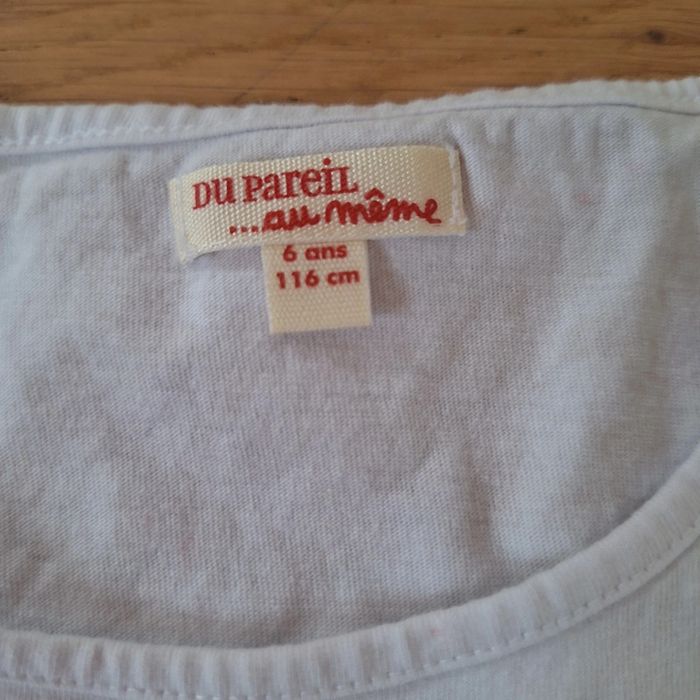 DU PareiL
...au même
6 ans
116 cm